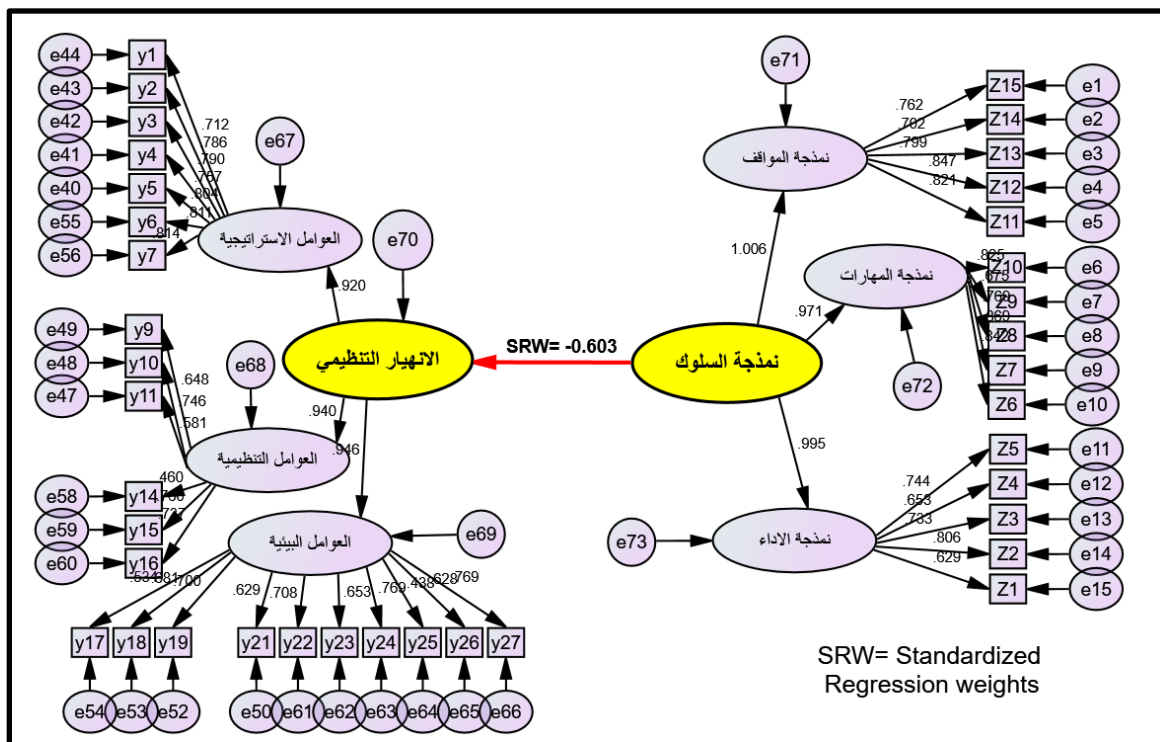 e44 y1
e43 y2
e42 y3
e41 y4
e40 y5
e55 y6
e56 y7
.712
.786
.790
.804
.811
.814
e67
العوامل الاستراتيجية
e70
.920
e49 y9
e48 y10
e47 y11
.648
.746
.581
e68
العوامل التنظيمية
.940
.946
e58 y14
e59 y15
e60 y16
.460
.737
الانهيار التنظيمي
SRW= -0.603
نمذجة السلوك
العوامل البيئية
e69
.700
.629
.708
.653
.769
.438
.628
.769
y17 y18 y19 y21 y22 y23 y24 y25 y26 y27
e54 e53 e52 e50 e61 e62 e63 e64 e65 e66
e71
نمذجة المواقف
.762
.702
.799
.847
.821
Z15 e1
Z14 e2
Z13 e3
Z12 e4
Z11 e5
1.006
نمذجة المهارات
.971
e72
.825
.675
Z10 e6
Z9 e7
Z8 e8
Z7 e9
Z6 e10
.995
نمذجة الاداء
e73
.744
.653
.733
.806
.629
Z5 e11
Z4 e12
Z3 e13
Z2 e14
Z1 e15
SRW= Standardized
Regression weights